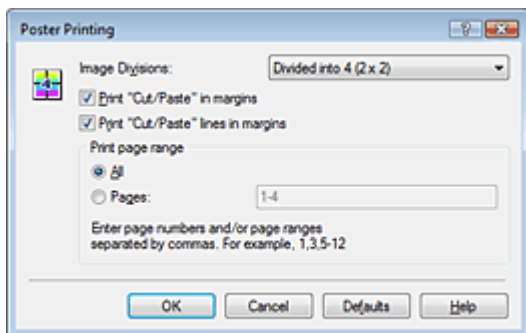 Poster Printing
Image Divisions: Divided into 4 (2 x 2)
Print "Cut/Paste" in margins
Print "Cut/Paste" lines in margins
Print page range
All
Pages: 1-4
Enter page numbers and/or page ranges
separated by commas. For example, 1,3,5-12
OK Cancel Defaults Help